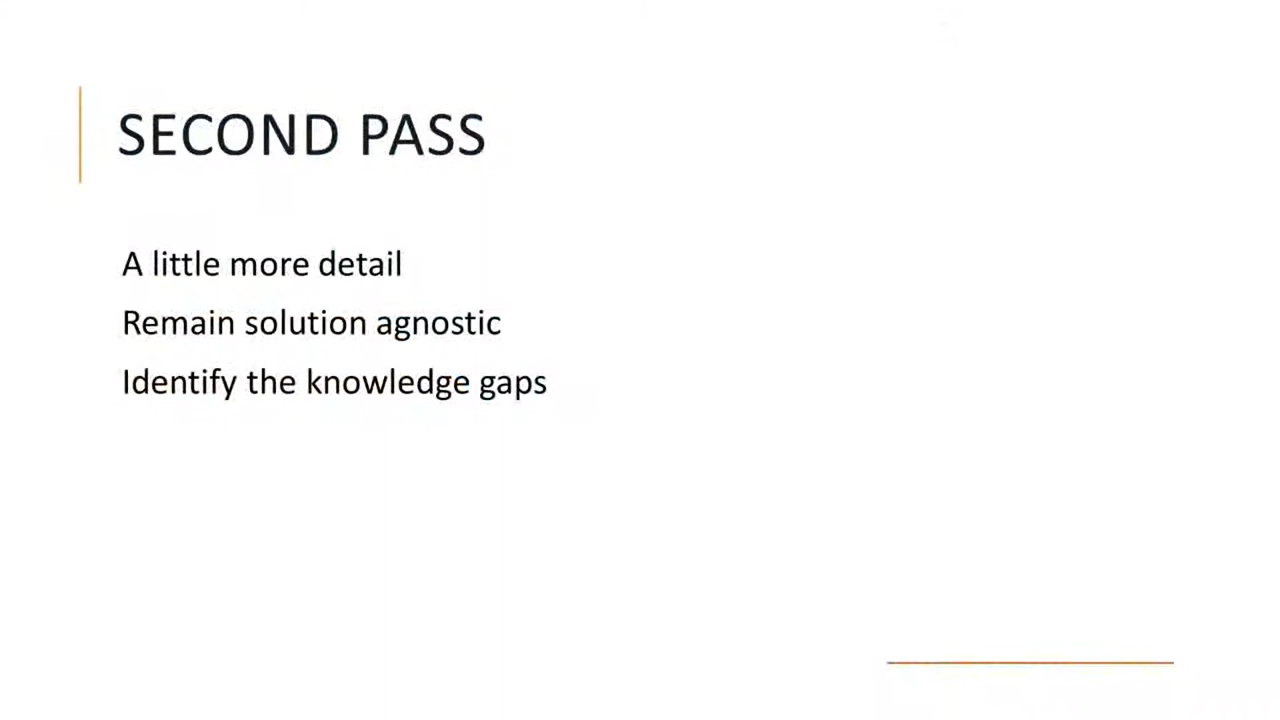 SECOND PASS
A little more detail
Remain solution agnostic
Identify the knowledge gaps